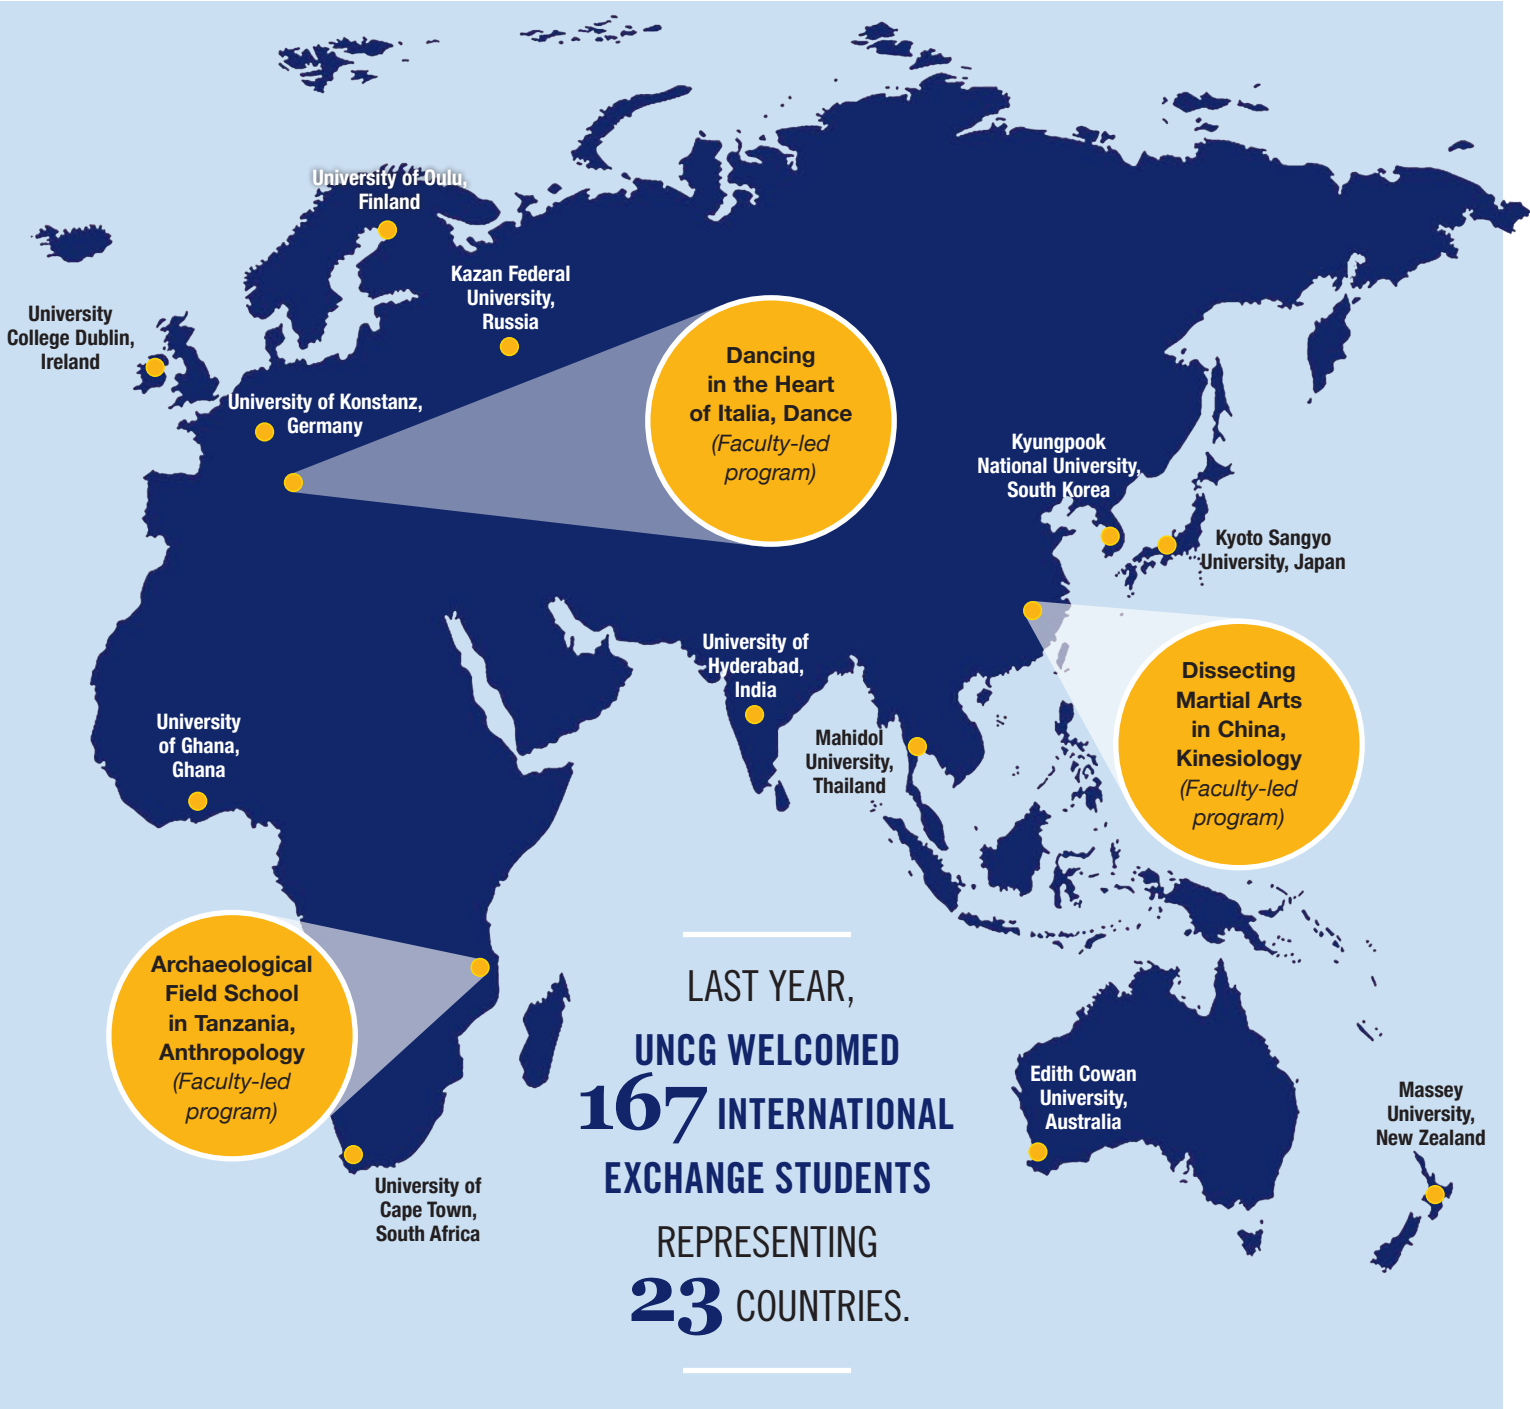 University of Oulu,
Finland
Kazan Federal
University,
Russia
University
College Dublin,
Ireland
University of Konstanz,
Germany
Dancing
in the Heart
of Italia, Dance
(Faculty-led
program)
Kyungpook
National University,
South Korea
Kyoto Sangyo
University, Japan
University of
Hyderabad,
India
Mahidol
University,
Thailand
Dissecting
Martial Arts
in China,
Kinesiology
(Faculty-led
program)
University
of Ghana,
Ghana
Archaeological
Field School
in Tanzania,
Anthropology
(Faculty-led
program)
University of
Cape Town,
South Africa
LAST YEAR,
UNCG WELCOMED
167 INTERNATIONAL
EXCHANGE STUDENTS
REPRESENTING
23 COUNTRIES.
Edith Cowan
University,
Australia
Massey
University,
New Zealand